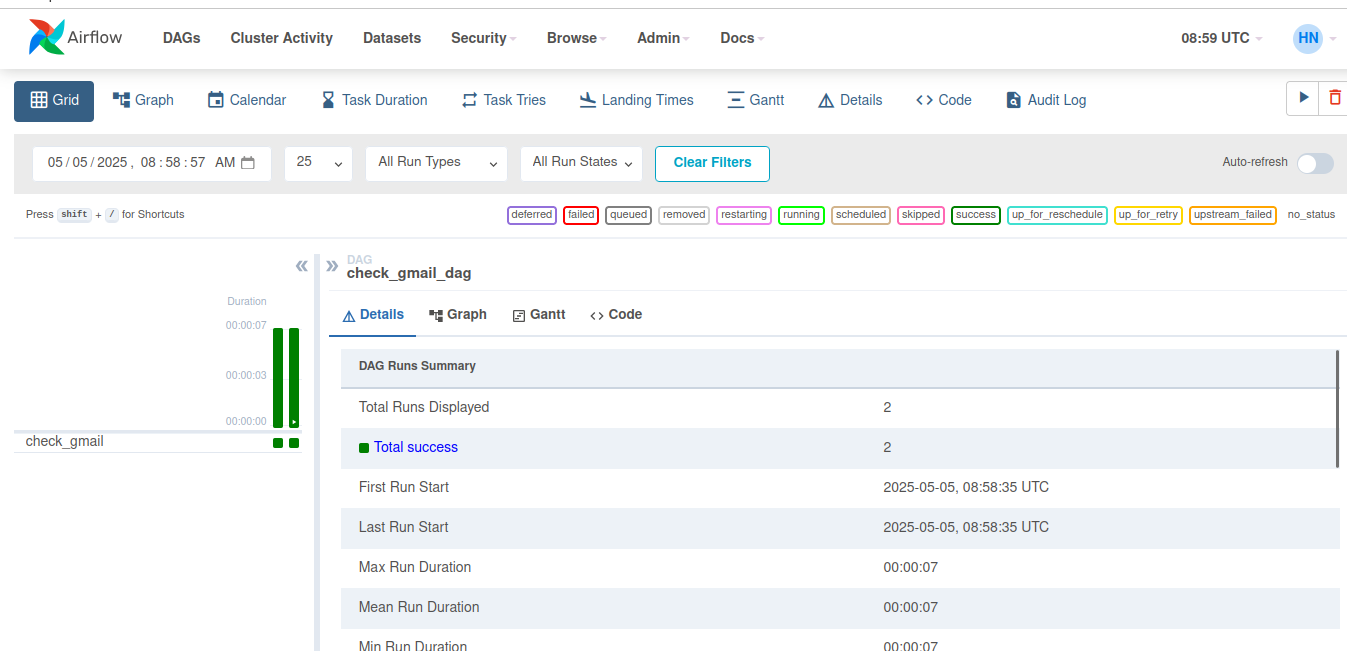 Airflow DAGs Cluster Activity Datasets Security Browse Admin Docs 08:59 UTC HN
Grid Graph Calendar Task Duration Task Tries Landing Times Gantt Details Code Audit Log
05/05/2025, 08:58:57 AM 25 All Run Types All Run States Clear Filters Auto-refresh
Press shift + / for Shortcuts deferred failed queued removed restarting running scheduled skipped success up_for_reschedule up_for_retry upstream_failed no_status
DAG
check_gmail_dag
Duration
00:00:07
00:00:03
00:00:00
check_gmail
Details Graph Gantt Code
DAG Runs Summary
Total Runs Displayed 2
Total success 2
First Run Start 2025-05-05, 08:58:35 UTC
Last Run Start 2025-05-05, 08:58:35 UTC
Max Run Duration 00:00:07
Mean Run Duration 00:00:07
Min Run Duration 00:00:07